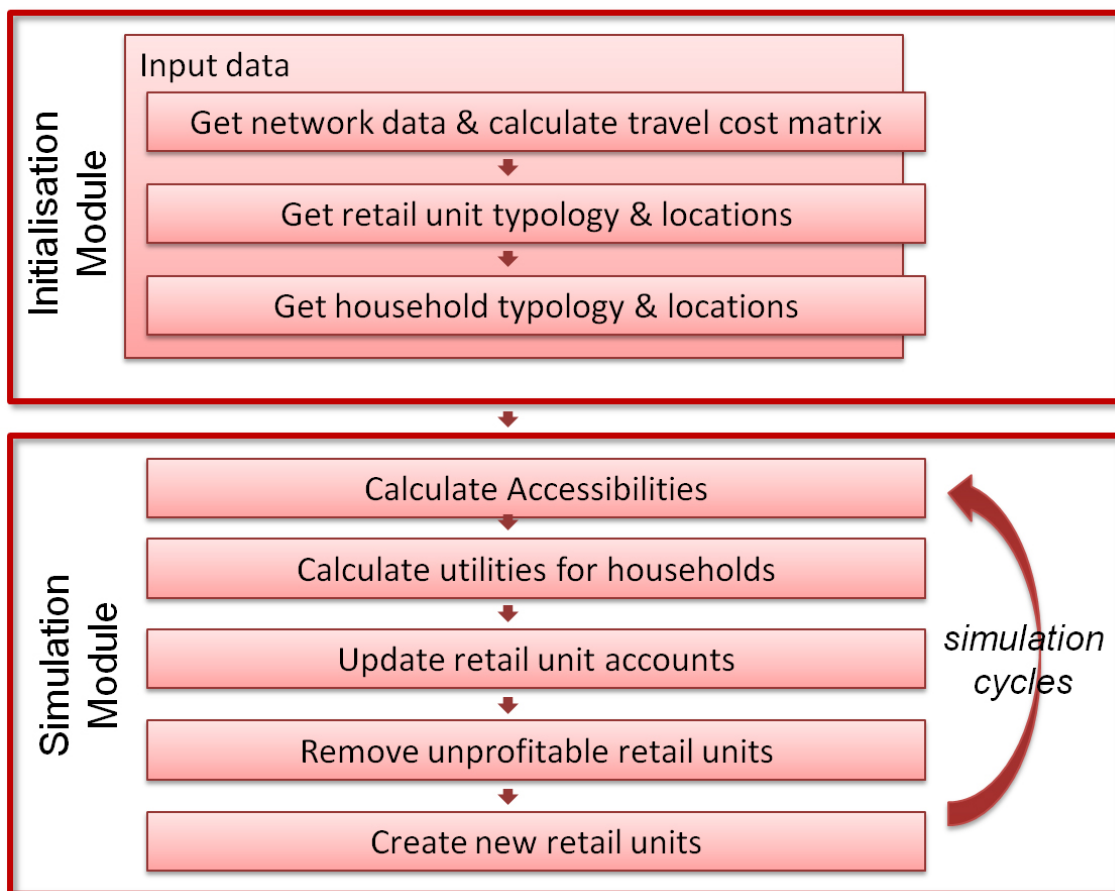 Initialisation
Module
Input data
Get network data & calculate travel cost matrix
Get retail unit typology & locations
Get household typology & locations
Simulation
Module
Calculate Accessibilities
Calculate utilities for households
Update retail unit accounts
Remove unprofitable retail units
Create new retail units
simulation
cycles